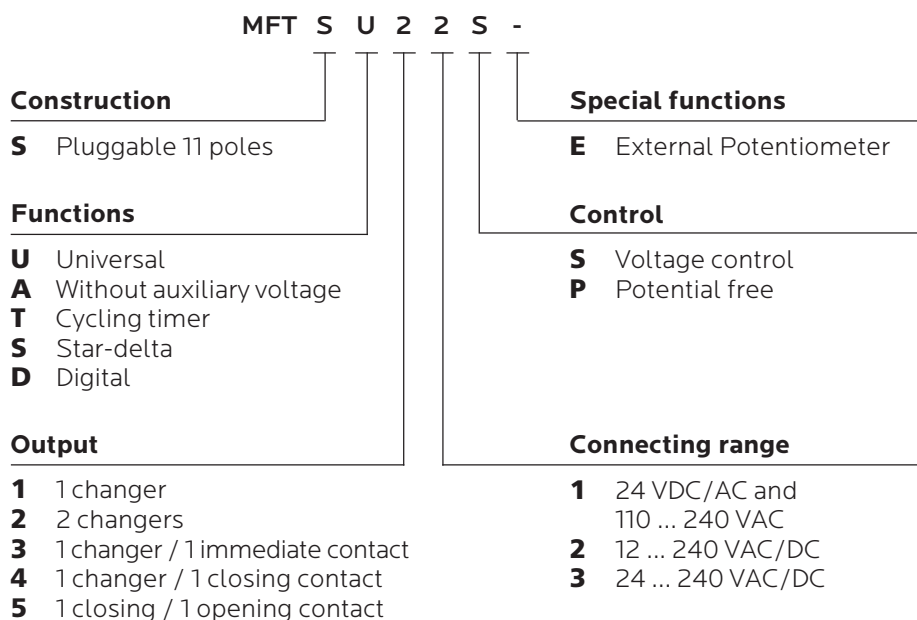 MFT S U 2 2 S -
Construction
S Pluggable 11 poles
Functions
U Universal
A Without auxiliary voltage
T Cycling timer
S Star-delta
D Digital
Output
1 1 changer
2 2 changers
3 1 changer / 1 immediate contact
4 1 changer / 1 closing contact
5 1 closing / 1 opening contact
Special functions
E External Potentiometer
Control
S Voltage control
P Potential free
Connecting range
1 24 VDC/AC and
110 ... 240 VAC
2 12 ... 240 VAC/DC
3 24 ... 240 VAC/DC